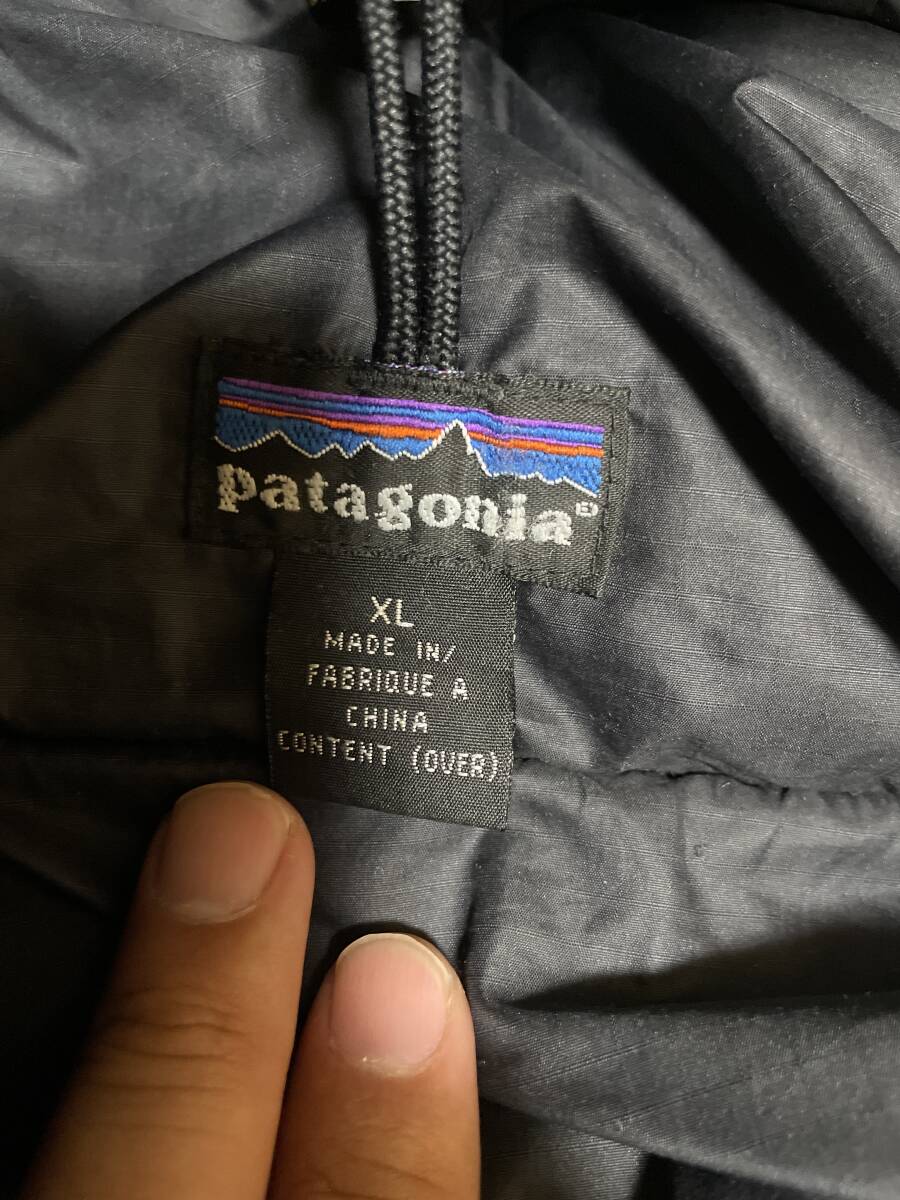 patagonia®
XL
MADE IN/
FABRIQUE A
CHINA
CONTENT (OVER)